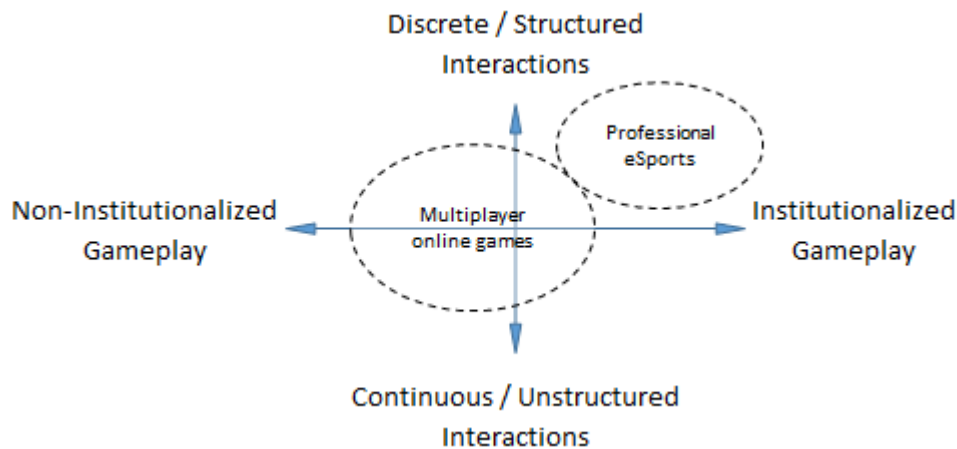 Discrete / Structured
Interactions
Professional
eSports
Non-Institutionalized
Gameplay
Multiplayer
online games
Institutionalized
Gameplay
Continuous / Unstructured
Interactions